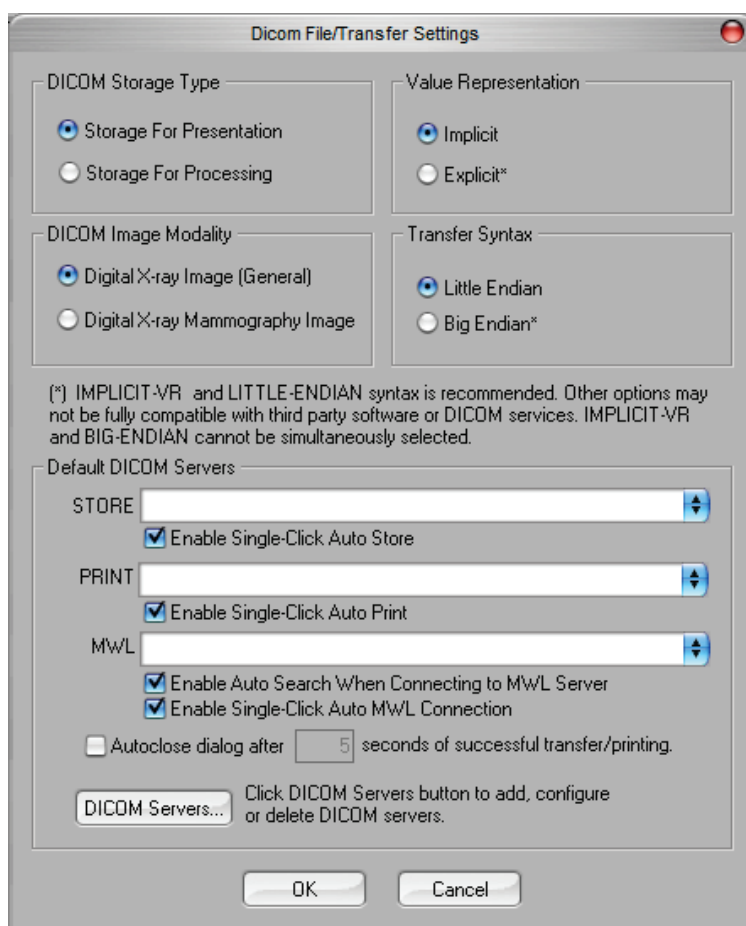 Dicom File/Transfer Settings
DICOM Storage Type
Storage For Presentation
Storage For Processing
Value Representation
Implicit
Explicit*
DICOM Image Modality
Digital X-ray Image (General)
Digital X-ray Mammography Image
Transfer Syntax
Little Endian
Big Endian*
(*) IMPLICIT-VR and LITTLE-ENDIAN syntax is recommended. Other options may
not be fully compatible with third party software or DICOM services. IMPLICIT-VR
and BIG-ENDIAN cannot be simultaneously selected.
Default DICOM Servers
STORE
Enable Single-Click Auto Store
PRINT
Enable Single-Click Auto Print
MWL
Enable Auto Search When Connecting to MWL Server
Enable Single-Click Auto MWL Connection
Autoclose dialog after 5 seconds of successful transfer/printing.
DICOM Servers...
Click DICOM Servers button to add, configure
or delete DICOM servers.
OK
Cancel